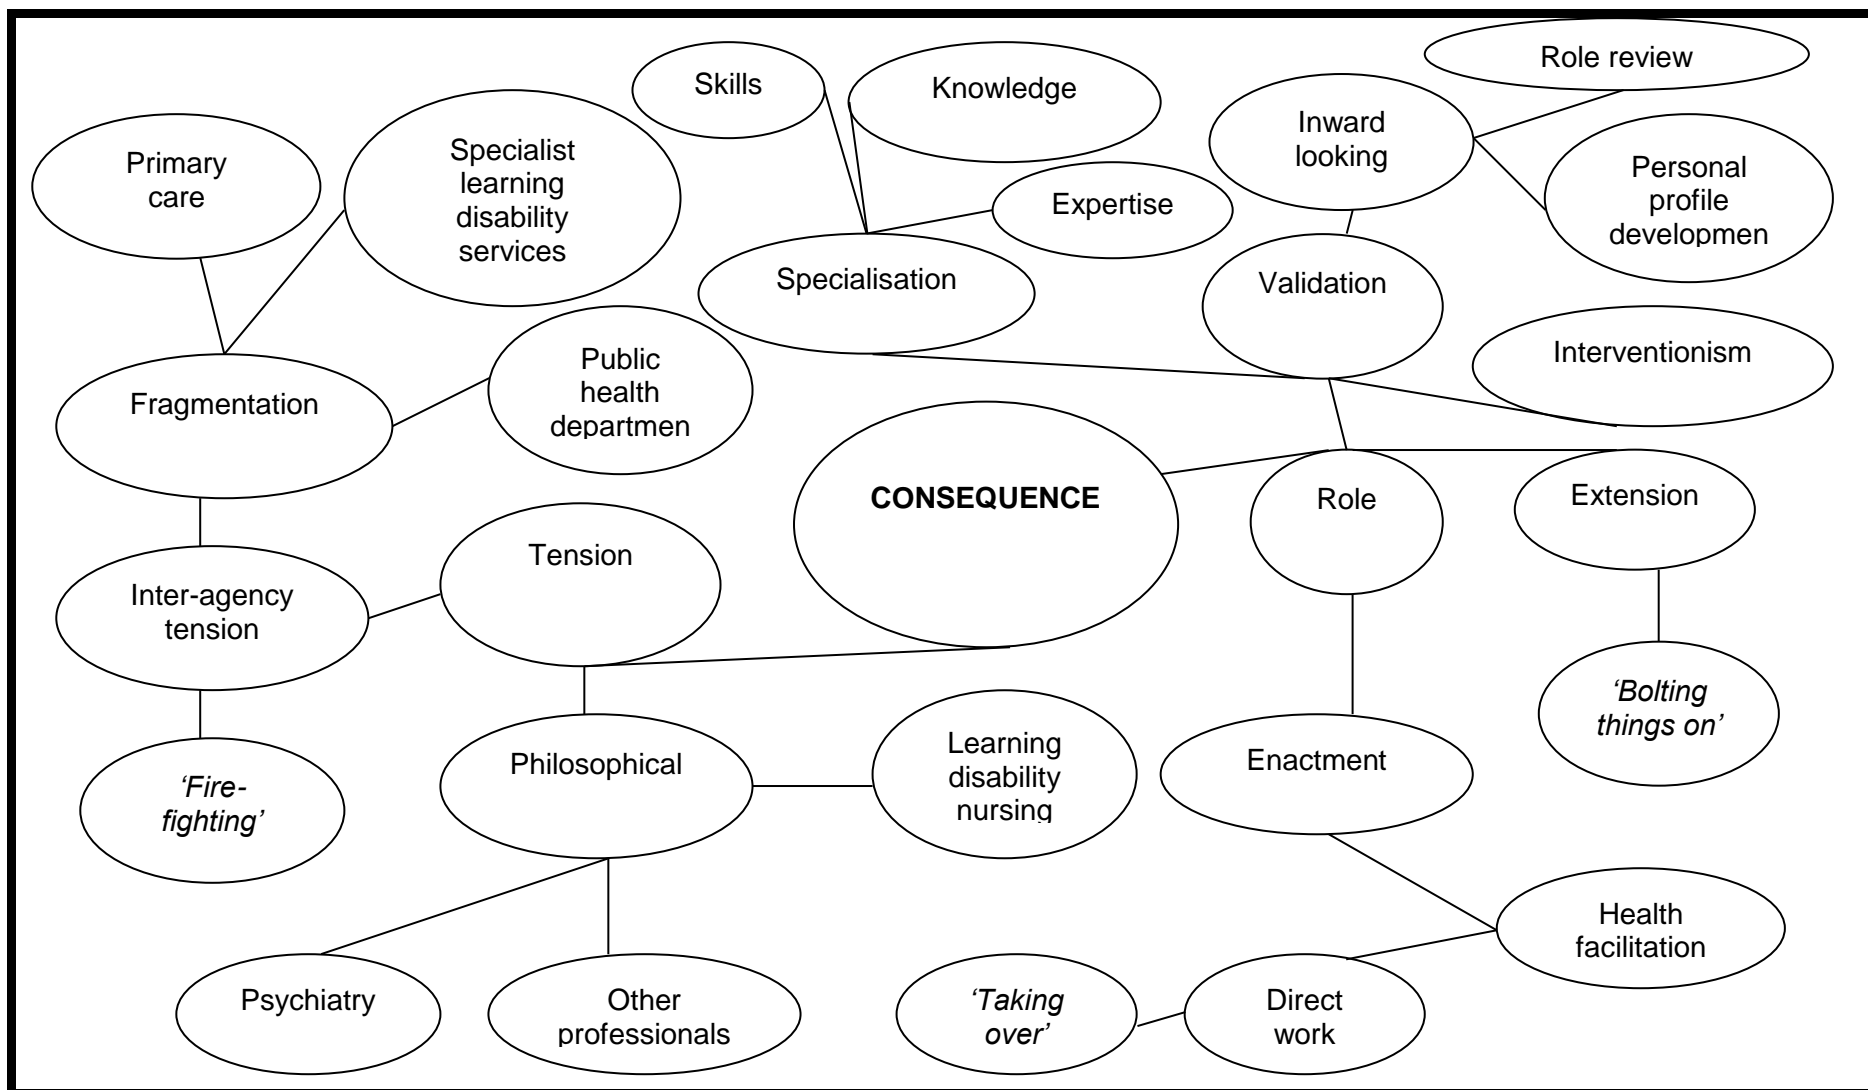 Role review
Skills
Knowledge
Inward
looking
Primary
care
Specialist
learning
disability
services
Personal
profile
developmen
Expertise
Specialisation
Validation
Interventionism
Public
health
departmen
Fragmentation
CONSEQUENCE
Role
Extension
Tension
Inter-agency
tension
‘Bolting
things on’
Philosophical
Learning
disability
nursing
Enactment
‘Fire-
fighting’
Health
facilitation
Psychiatry
Other
professionals
‘Taking
over’
Direct
work